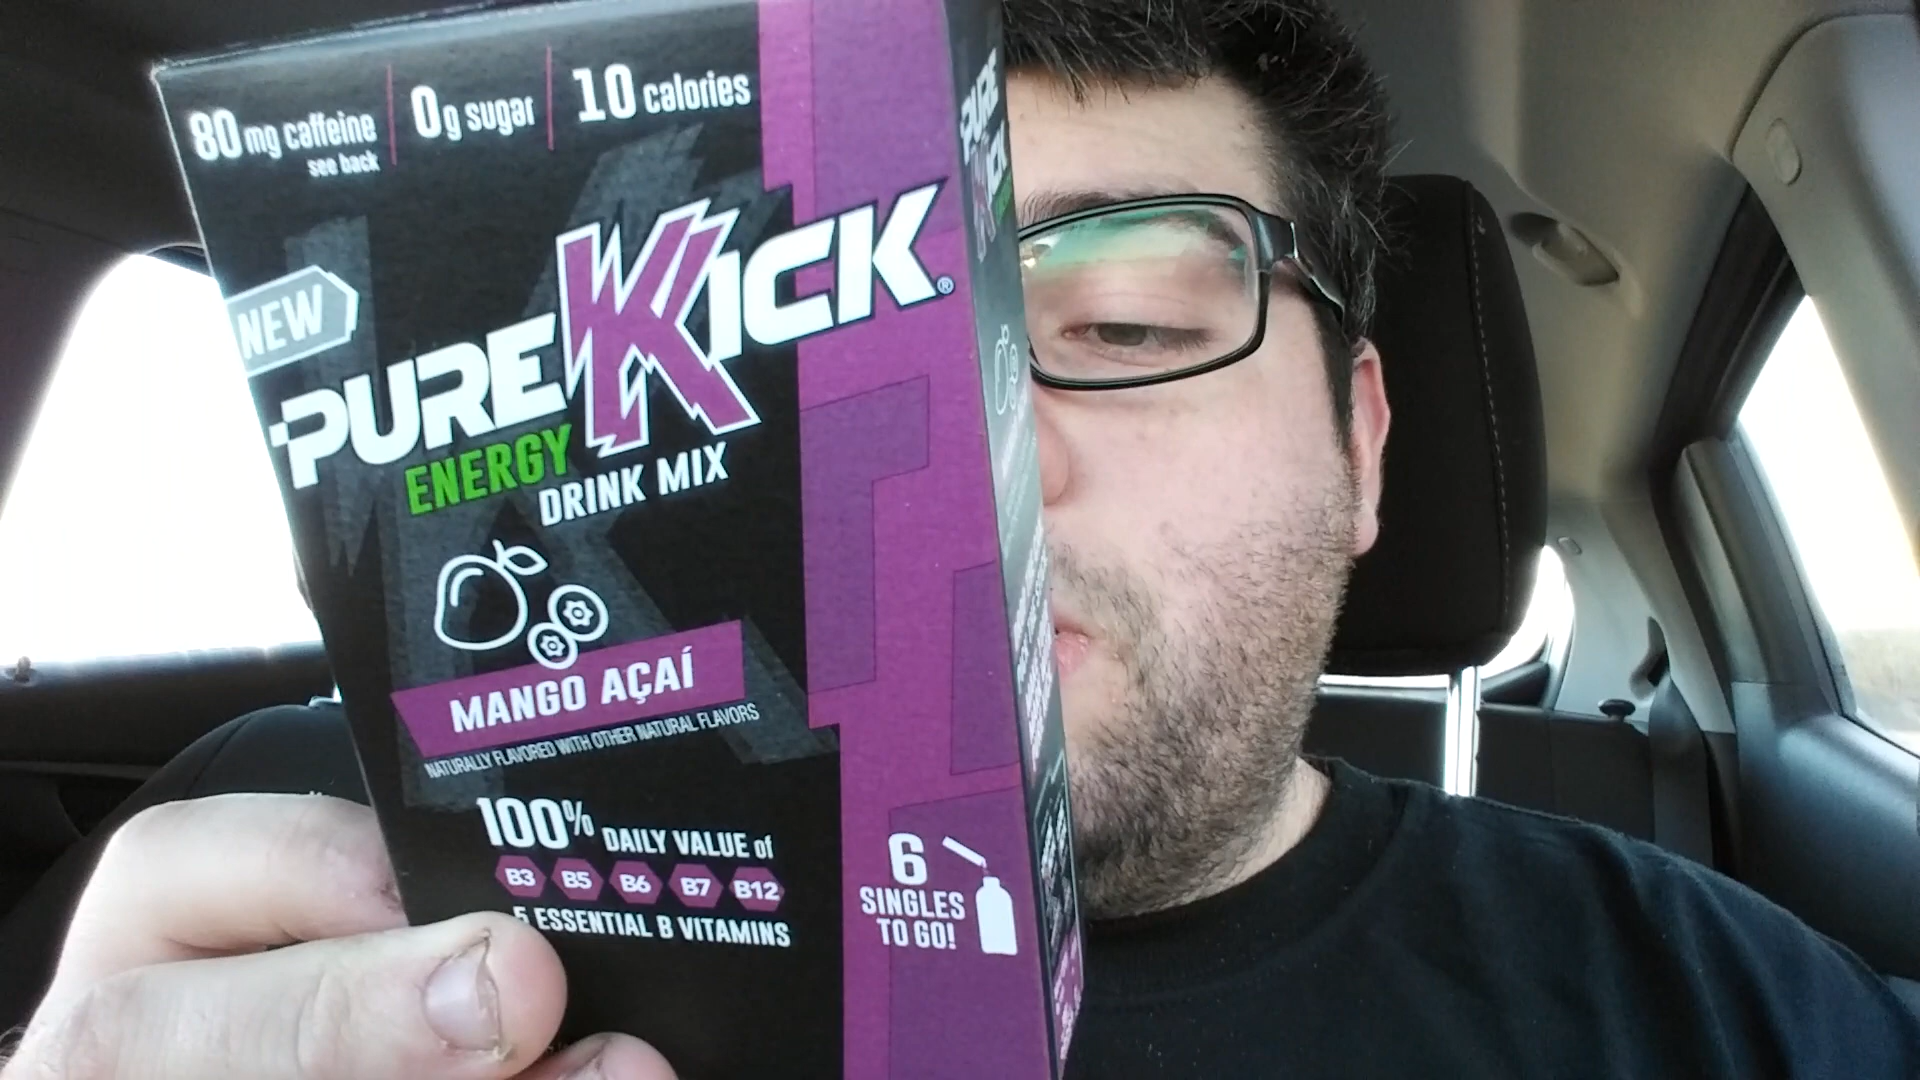 80mg caffeine | 0g sugar | 10 calories
see back
NEW
PUREKICK®
ENERGY
DRINK MIX
MANGO AÇAÍ
NATURALLY FLAVORED WITH OTHER NATURAL FLAVORS
100% DAILY VALUE of
B3 B5 B6 B7 B12
5 ESSENTIAL B VITAMINS
6
SINGLES
TO GO!
PURE
KICK